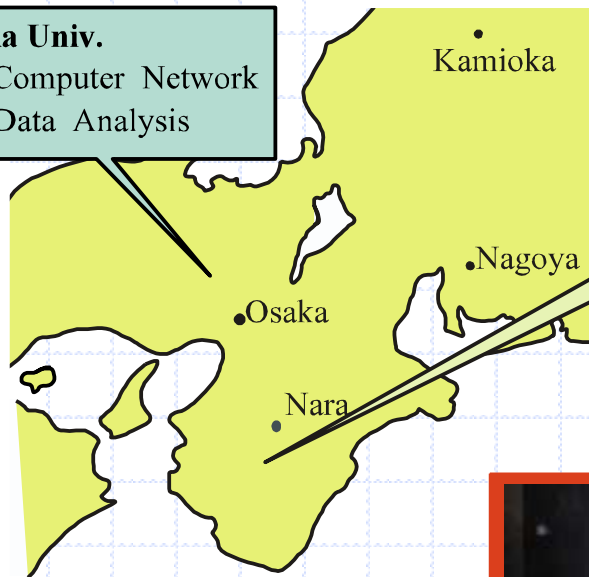 Univ.
Computer Network
Data Analysis
Kamioka
Nagoya
Osaka
Nara